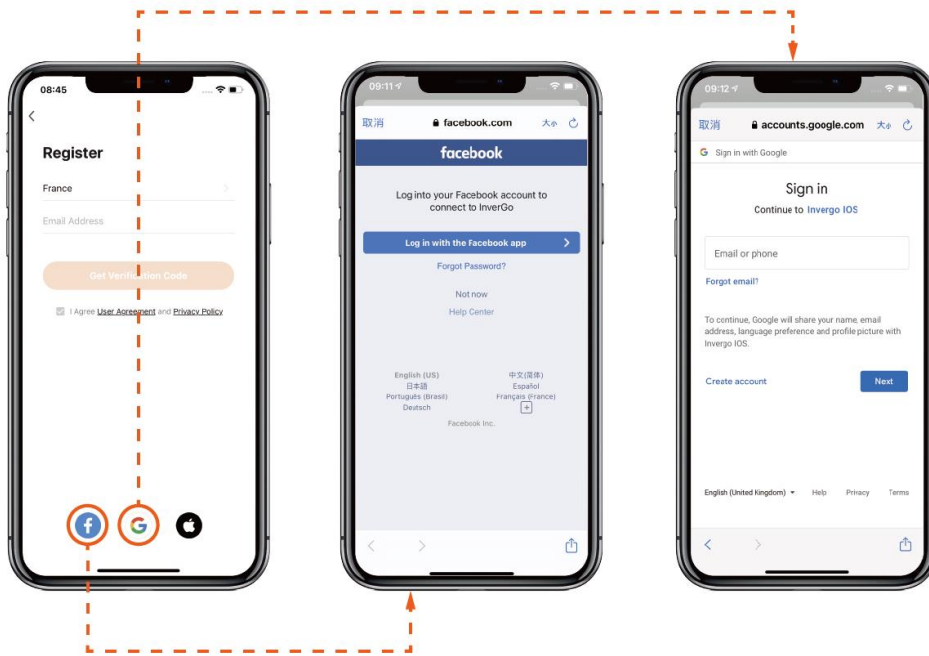 08:45
Register
France
Email Address
Get Verification Code
I Agree User Agreement and Privacy Policy
09:11
取消
facebook.com
大小
facebook
Log into your Facebook account to
connect to InverGo
Log in with the Facebook app
Forgot Password?
Not now
Help Center
English (US)
中文(简体)
日本語
Español
Português (Brasil)
Français (France)
Deutsch
Facebook Inc.
09:12
取消
accounts.google.com
大小
Sign in with Google
Sign in
Continue to Invergo IOS
Email or phone
Forgot email?
To continue, Google will share your name, email
address, language preference and profile picture with
Invergo IOS.
Create account
Next
English (United Kingdom)
Help
Privacy
Terms